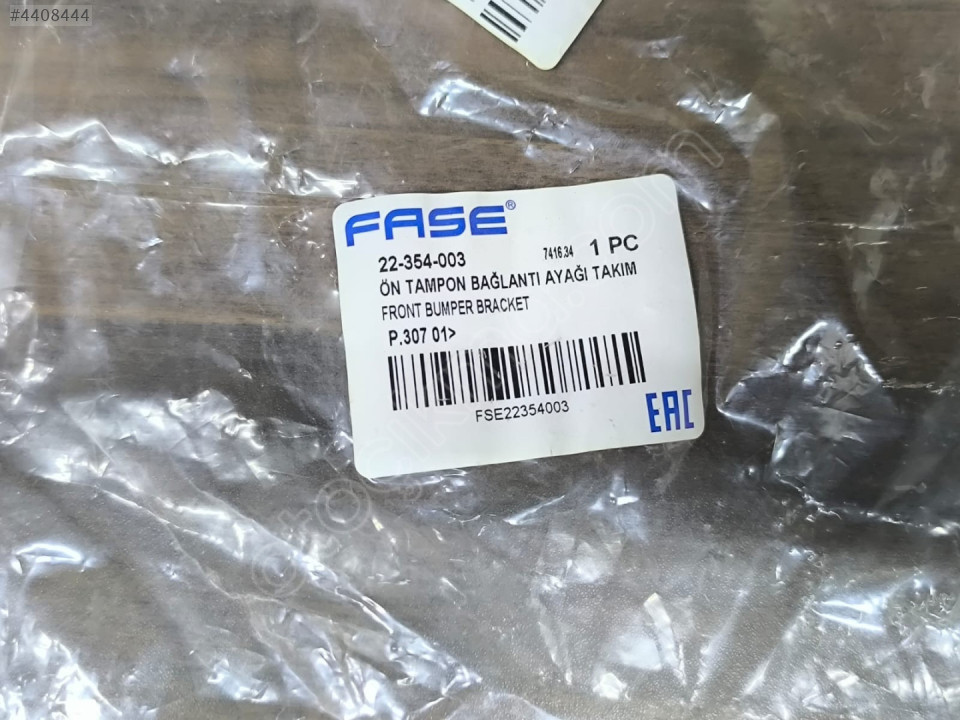 #4408444
FASE®
22-354-003 7416.34 1 PC
ÖN TAMPON BAĞLANTI AYAĞI TAKIM
FRONT BUMPER BRACKET
P.307 01>
FSE22354003
EAC